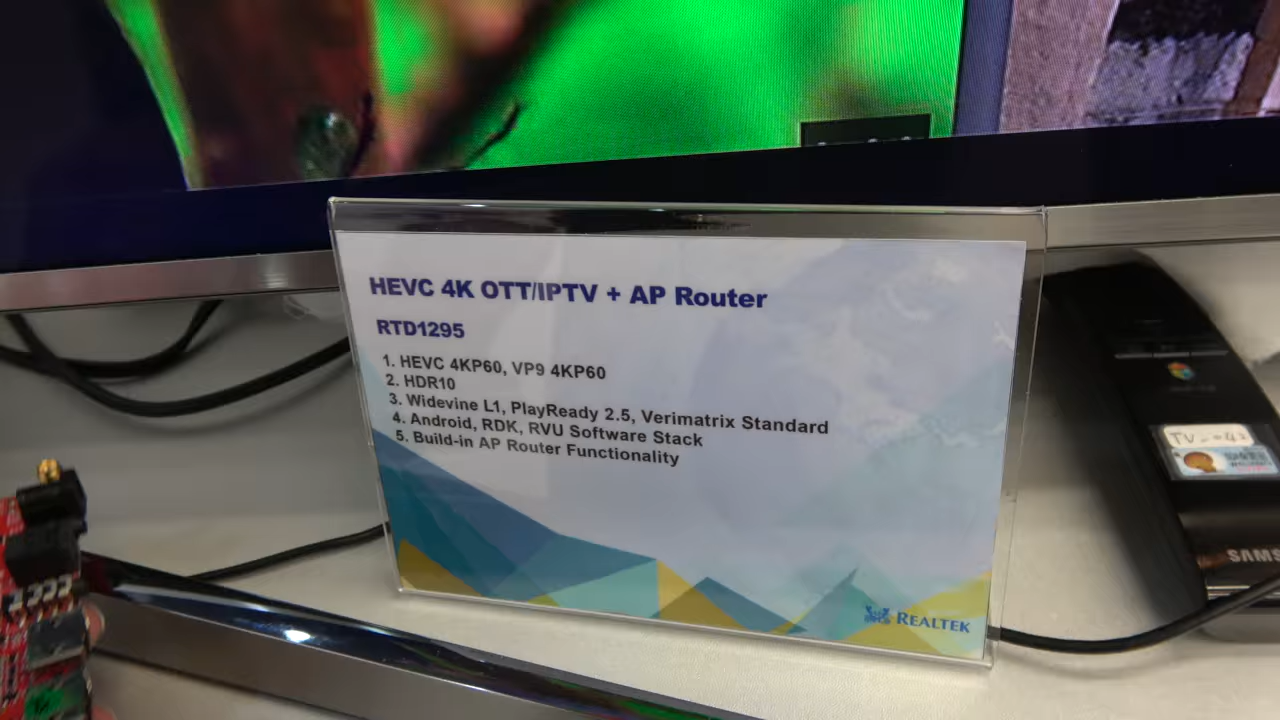 HEVC 4K OTT/IPTV + AP Router
RTD1295
1. HEVC 4KP60, VP9 4KP60
2. HDR10
3. Widevine L1, PlayReady 2.5, Verimatrix Standard
4. Android, RDK, RVU Software Stack
5. Build-in AP Router Functionality
REALTEK
SAMS